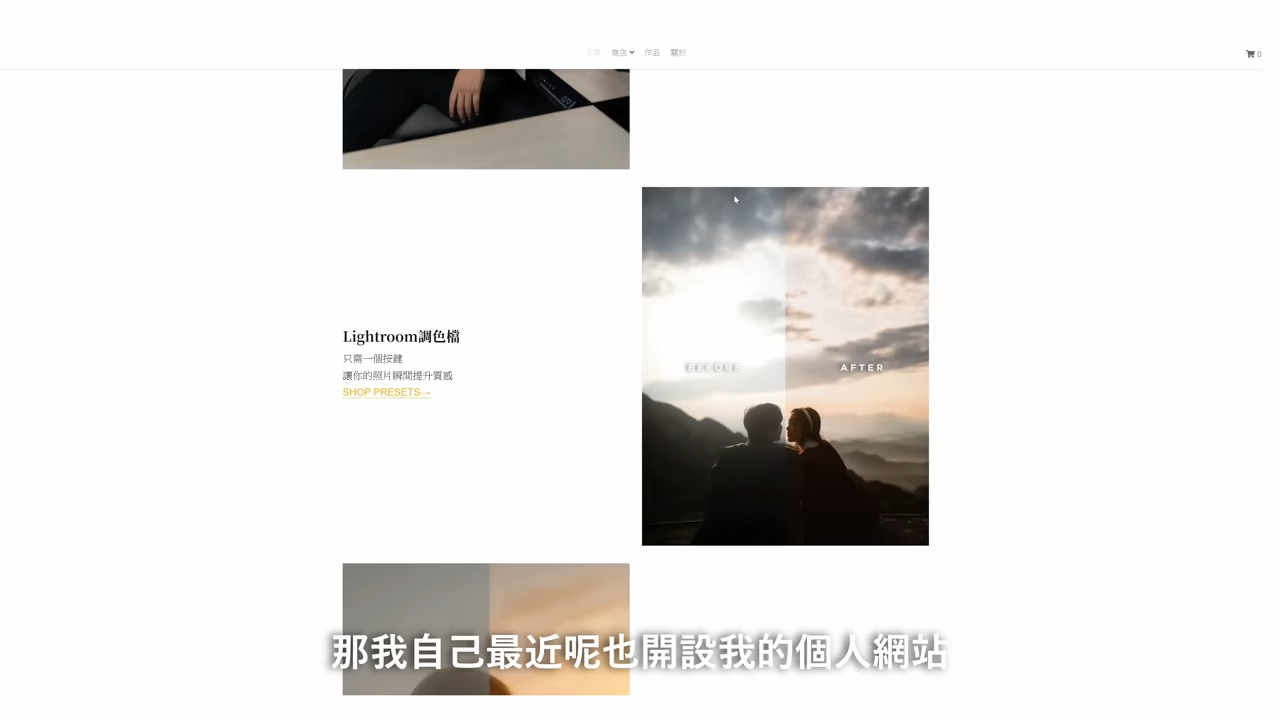 主頁 商店 作品 關於
0
Lightroom調色檔
只需一個按鍵
讓你的照片瞬間提升質感
SHOP PRESETS→
BEFORE
AFTER
那我自己最近呢也開設我的個人網站